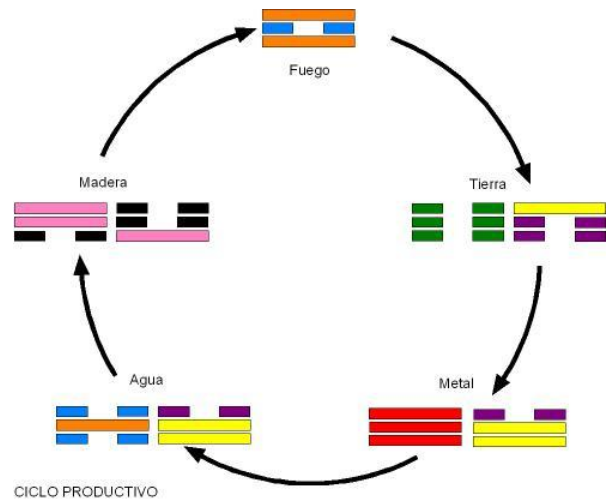 Fuego
Madera
Tierra
Agua
Metal
CICLO PRODUCTIVO